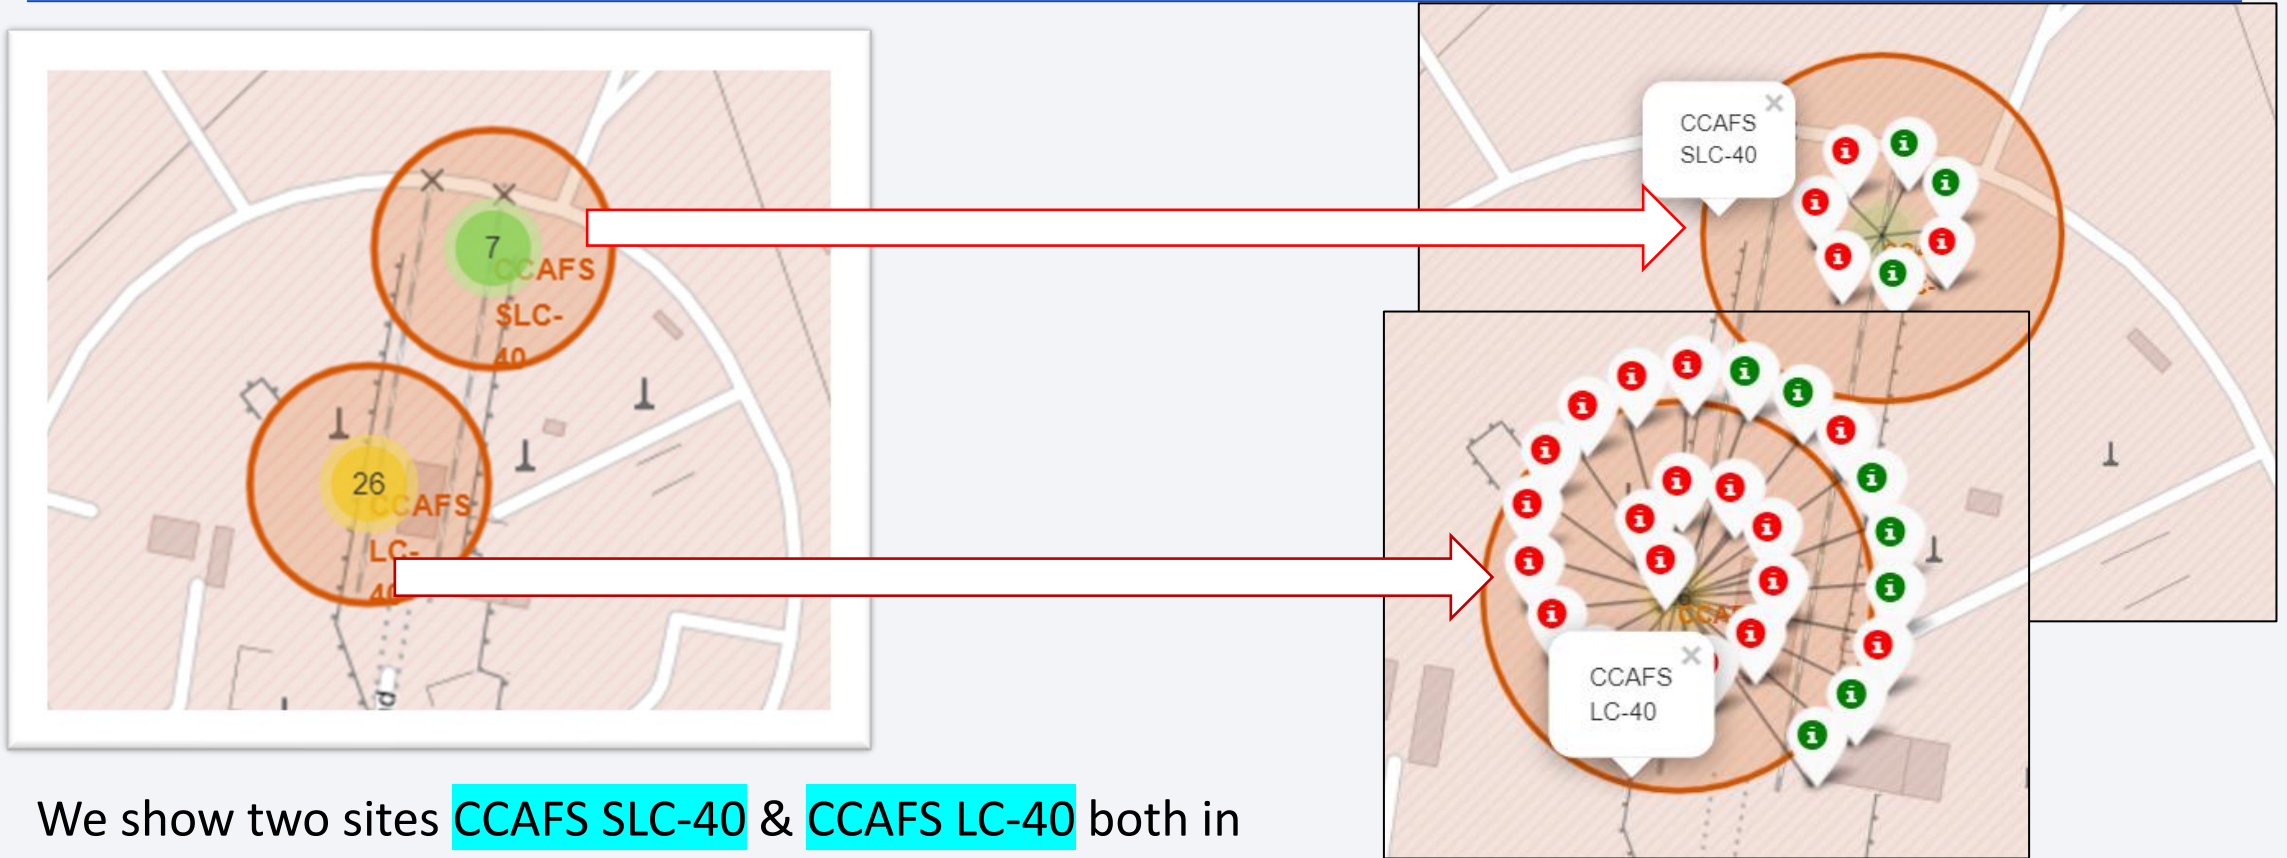 7
CCAFS
SLC-
40
26
CCAFS
LC-
40
CCAFS
SLC-40
CCAFS
LC-40
We show two sites CCAFS SLC-40 & CCAFS LC-40 both in